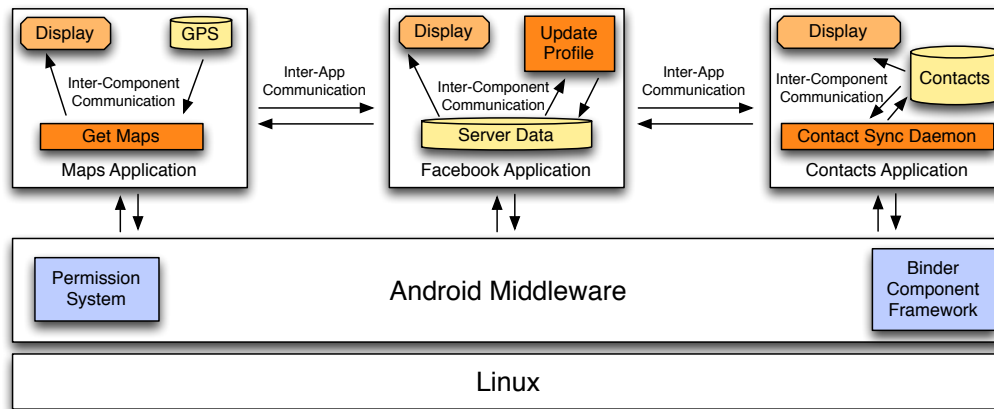 Display
GPS
Inter-Component
Communication
Get Maps
Maps Application
Inter-App
Communication
Display
Update
Profile
Inter-Component
Communication
Server Data
Facebook Application
Inter-App
Communication
Display
Contacts
Inter-Component
Communication
Contact Sync Daemon
Contacts Application
Permission
System
Android Middleware
Binder
Component
Framework
Linux